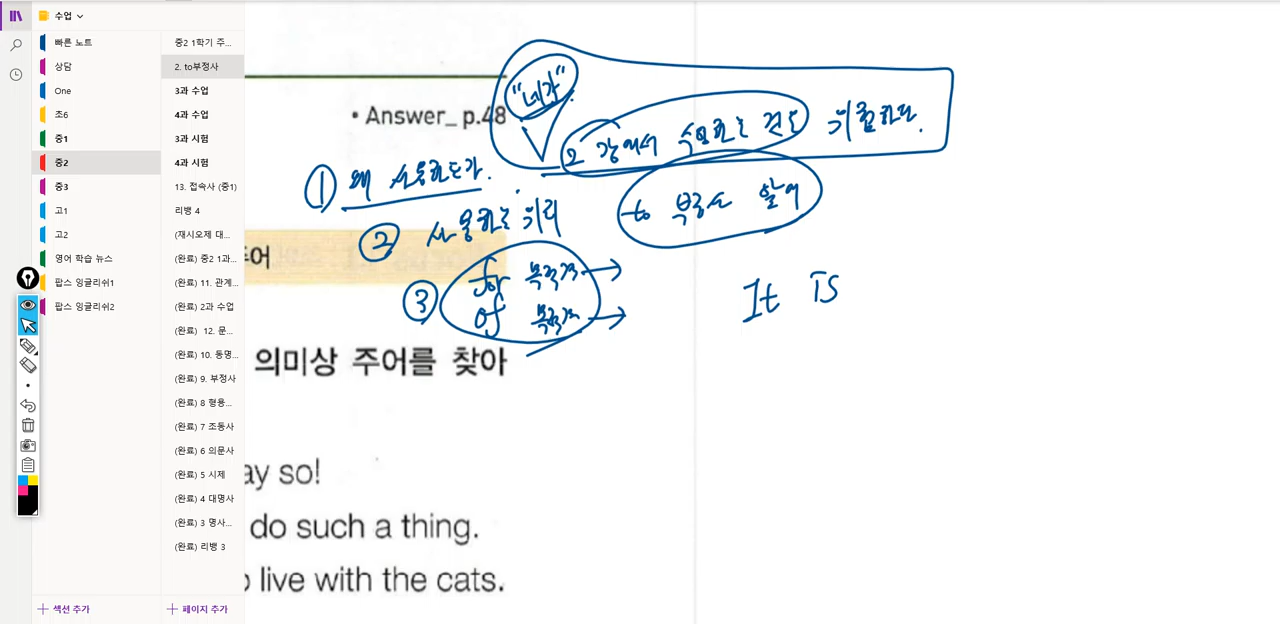 수업
빠른 노트
상담
One
초6
중1
중2
중3
고1
고2
영어 학습 뉴스
팝스 잉글리쉬1
팝스 잉글리쉬2
섹션 추가
중2 1학기 주...
2. to부정사
3과 수업
4과 수업
3과 시험
4과 시험
13. 접속사 (중1)
리뱅 4
(재시오제 대...
(완료) 중2 1과...
(완료) 11. 관계...
(완료) 2과 수업
(완료) 12. 문...
(완료) 10. 동명...
(완료) 9. 부정사
(완료) 8 형용...
(완료) 7 조동사
(완료) 6 의문사
(완료) 5 시제
(완료) 4 대명사
(완료) 3 명사...
(완료) 리뱅 3
페이지 추가
"네가"
강에서 수영하는 것은 위험하다.
• Answer_ p.48
① 왜 사용하는가.
to 부정사 앞에
② 사용하는 위치
③ for 목적격 →
of 목적격 →
It is
주어
의미상 주어를 찾아
ay so!
do such a thing.
o live with the cats.